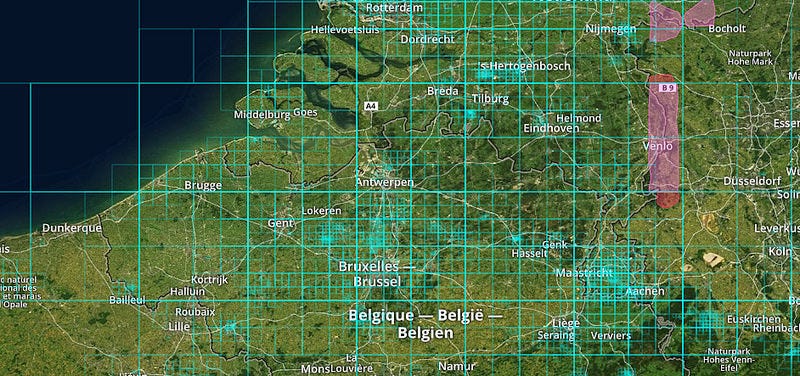 Rotterdam
Hellevoetsluis
Nijmegen
Bocholt
Dordrecht
Naturpark
Hohe Mark
's-Hertogenbosch
B 9
Breda
Tilburg
A4
Middelburg
Goes
Helmond
Eindhoven
Essen
Venlo
Antwerpen
Düsseldorf
Brugge
Lokeren
Gent
Dunkerque
Leverkus
Genk
Hasselt
Köln
Bruxelles —
Brussel
Maastricht
Aachen
c naturel
ional des
et marais
Opale
Kortrijk
Halluin
Bailleul
Roubaix
Lille
Belgique — België —
Belgien
Liège
Seraing
Verviers
Euskirchen
Rheinbach
La
Louvière
Mons
Namur
Naturpark
Hohes Venn-
Eifel